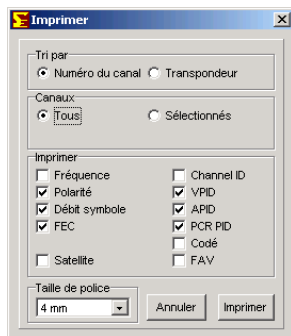 Imprimer
Tri par
Numéro du canal Transpondeur
Canaux
Tous Sélectionnés
Imprimer
Fréquence Channel ID
Polarité VPID
Débit symbole APID
FEC PCR PID
Codé
Satellite FAV
Taille de police
4 mm Annuler Imprimer